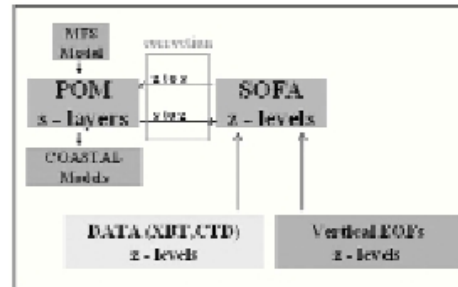 MFS
Model
correction
POM
s - layers
z to s
s to z
SOFA
z - levels
COASTAL
Models
DATA (XBT,CTD)
z - levels
Vertical EOFs
z - levels